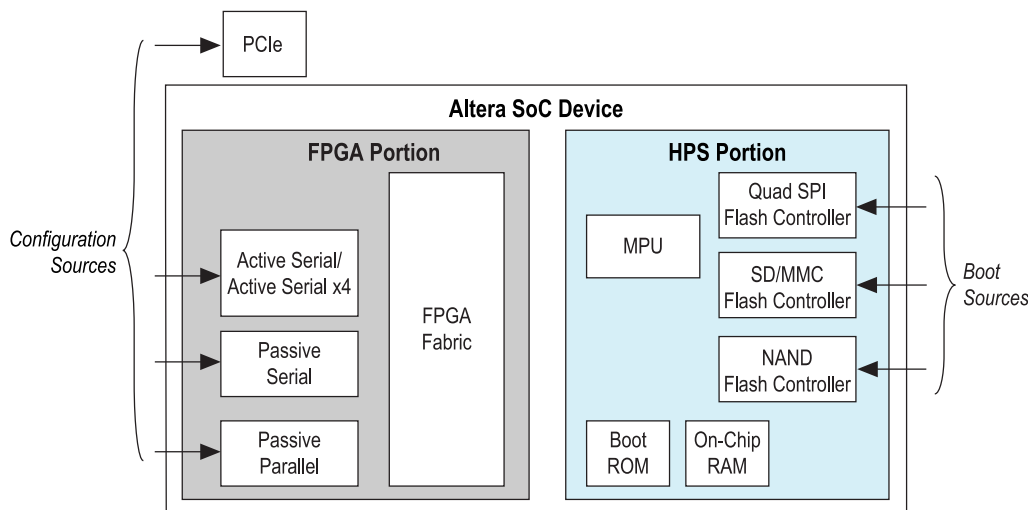 PCIe
Altera SoC Device
FPGA Portion
HPS Portion
Configuration
Sources
Active Serial/
Active Serial x4
Passive
Serial
Passive
Parallel
FPGA
Fabric
MPU
Quad SPI
Flash Controller
SD/MMC
Flash Controller
NAND
Flash Controller
Boot
ROM
On-Chip
RAM
Boot
Sources